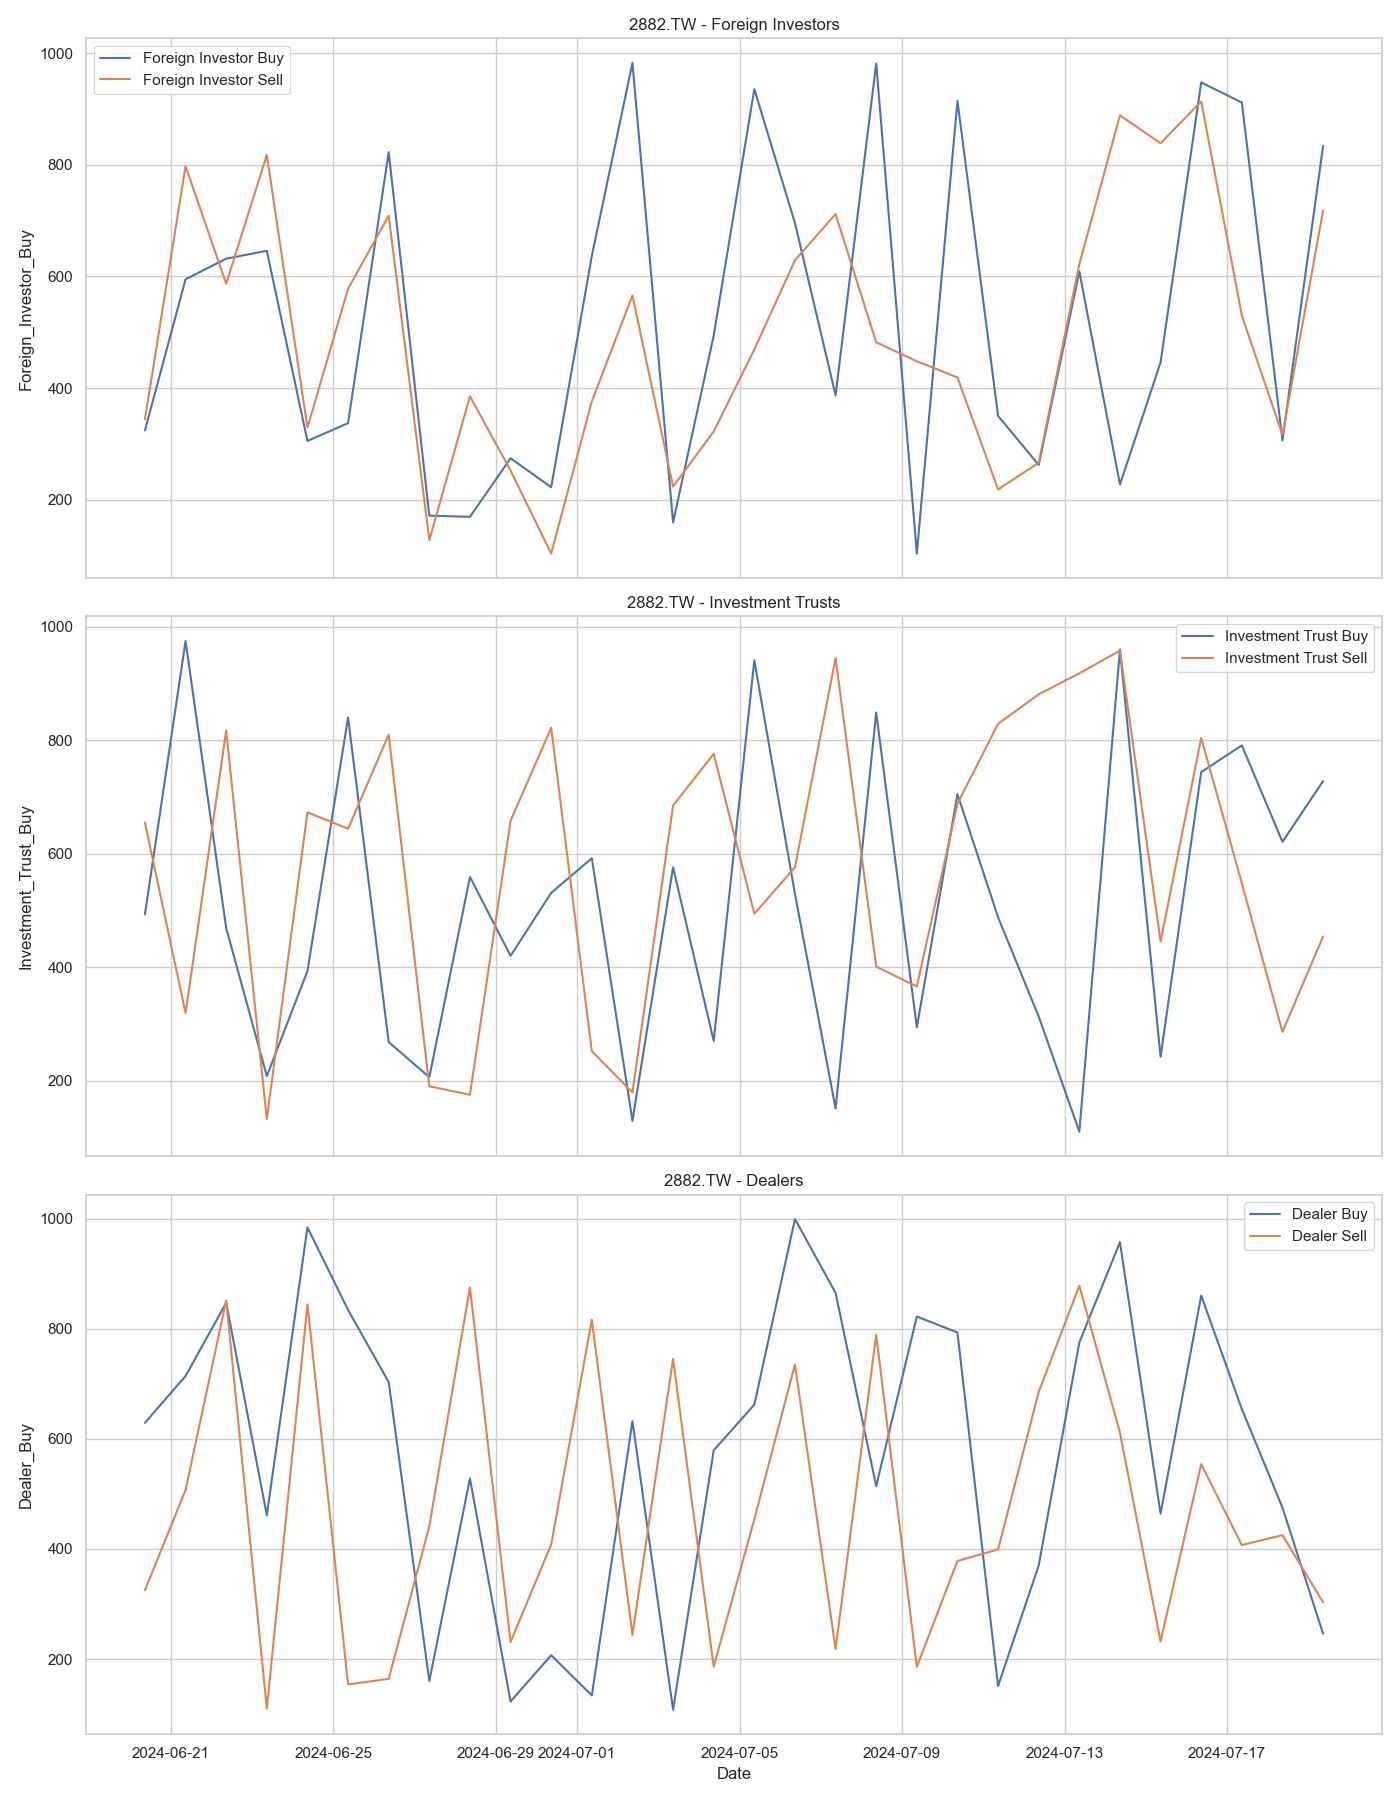 2882.TW - Foreign Investors
Foreign Investor Buy
Foreign Investor Sell
Foreign_Investor_Buy
1000
800
600
400
200
2882.TW - Investment Trusts
Investment Trust Buy
Investment Trust Sell
Investment_Trust_Buy
1000
800
600
400
200
2882.TW - Dealers
Dealer Buy
Dealer Sell
Dealer_Buy
1000
800
600
400
200
2024-06-21 2024-06-25 2024-06-29 2024-07-01 2024-07-05 2024-07-09 2024-07-13 2024-07-17
Date